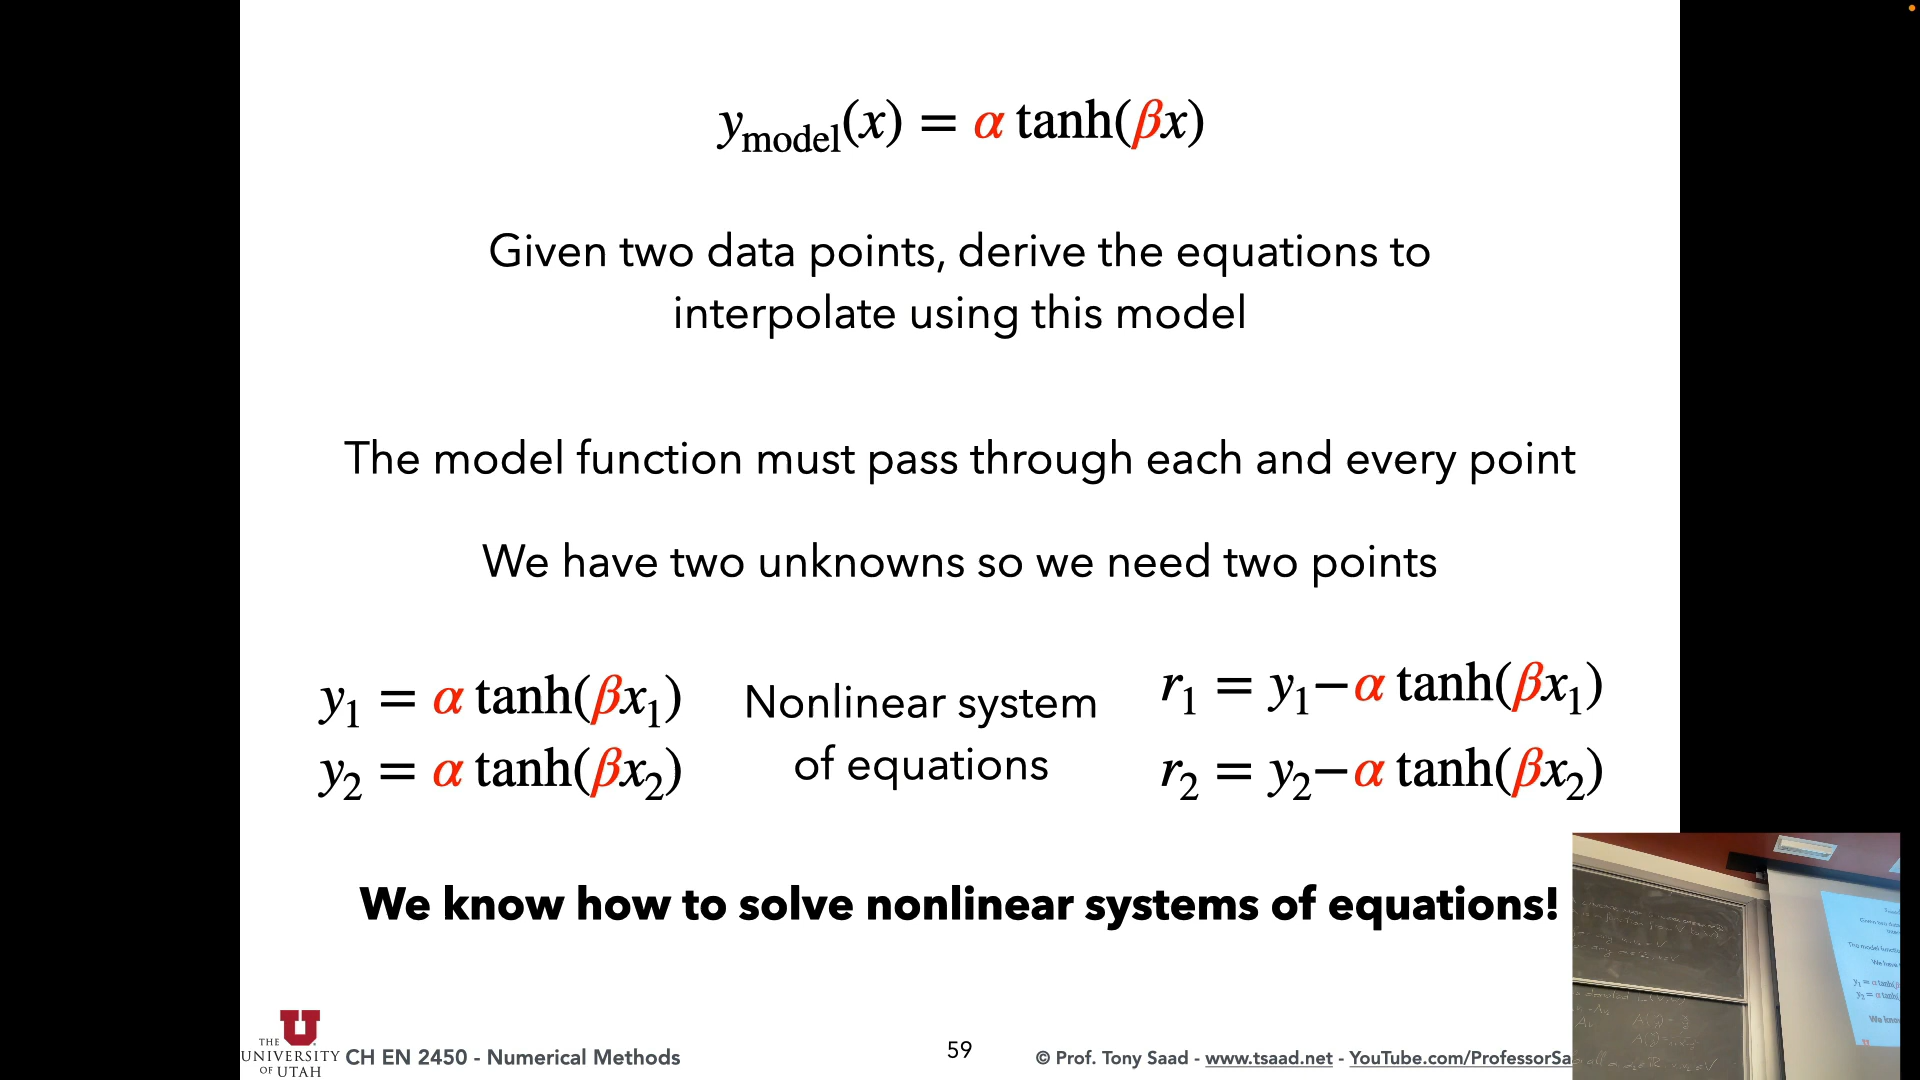 y_model(x) = α tanh(βx)
Given two data points, derive the equations to
interpolate using this model
The model function must pass through each and every point
We have two unknowns so we need two points
y₁ = α tanh(βx₁)
y₂ = α tanh(βx₂)
Nonlinear system
of equations
r₁ = y₁−α tanh(βx₁)
r₂ = y₂−α tanh(βx₂)
We know how to solve nonlinear systems of equations!
THE
UNIVERSITY
OF UTAH
CH EN 2450 - Numerical Methods
59
© Prof. Tony Saad - www.tsaad.net - YouTube.com/ProfessorSa